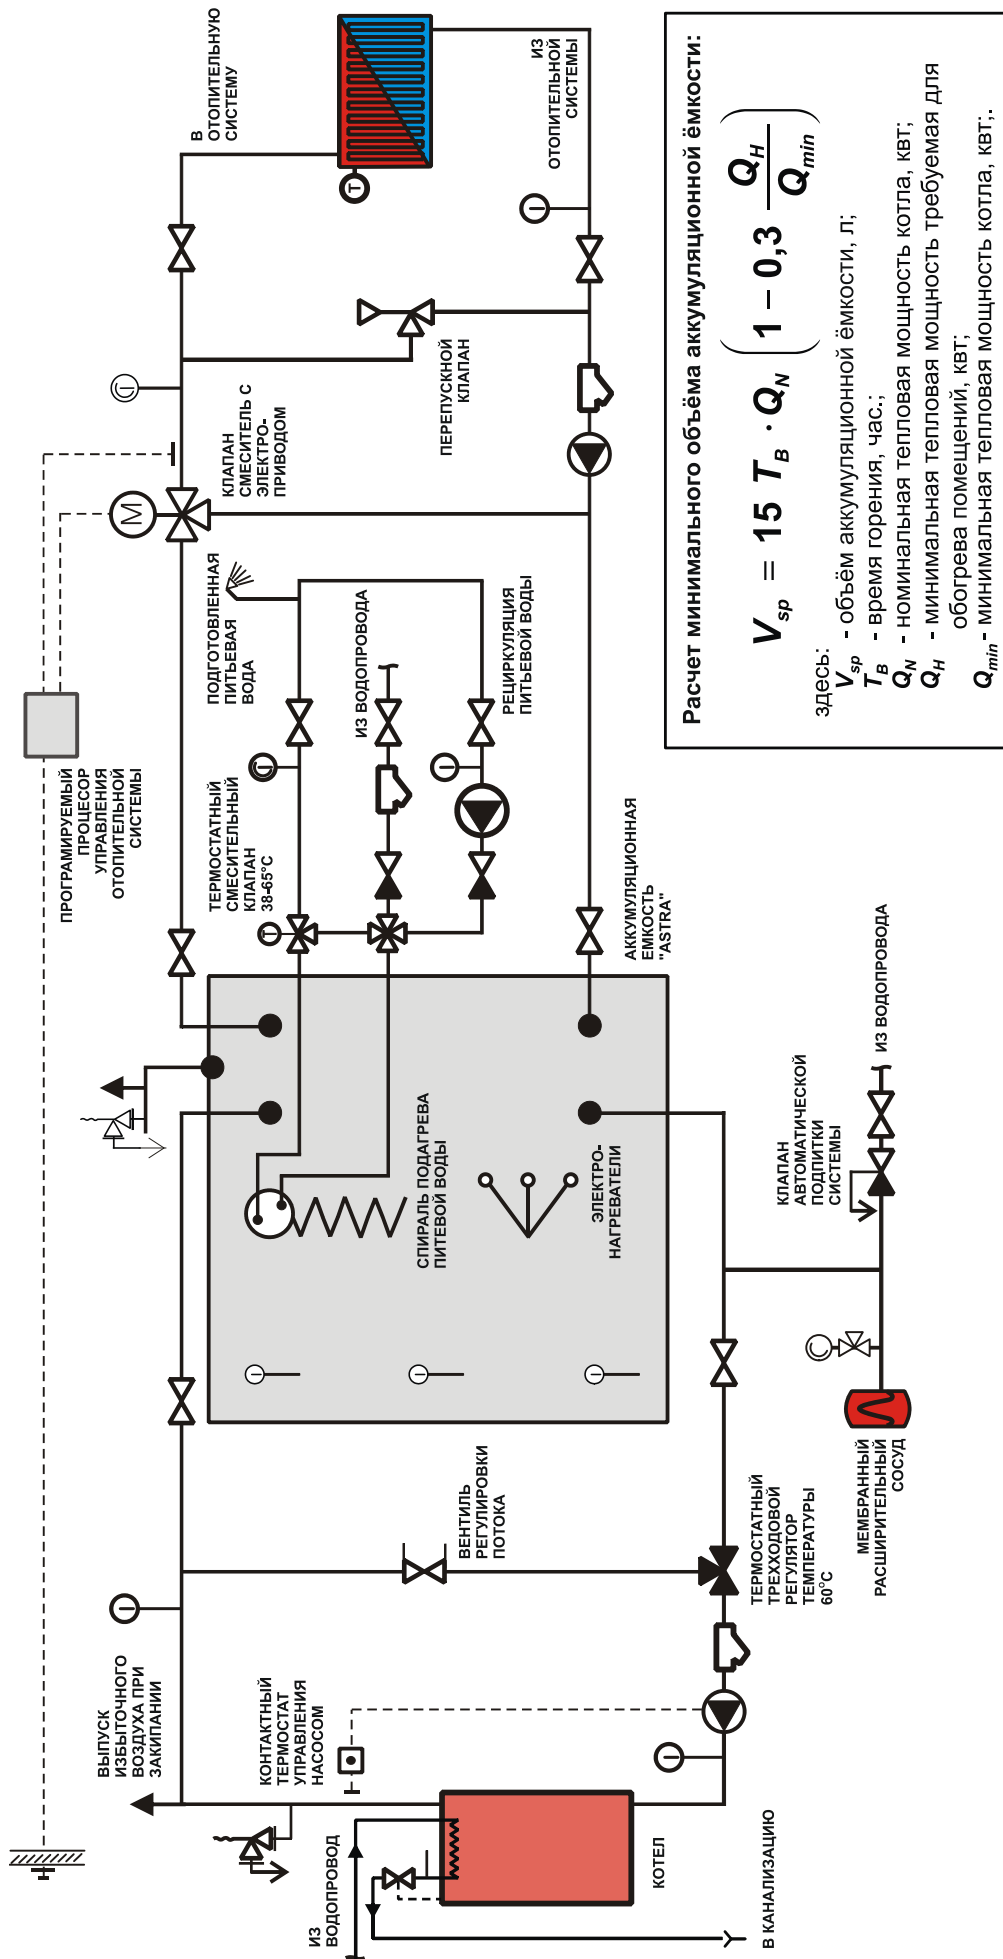 ВЫПУСК
ИЗБЫТОЧНОГО
ВОЗДУХА ПРИ
ЗАКИПАНИИ
ПРОГРАМИРУЕМЫЙ
ПРОЦЕСОР
УПРАВЛЕНИЯ
ОТОПИТЕЛЬНОЙ
СИСТЕМЫ
M
КЛАПАН
СМЕСИТЕЛЬ С
ЭЛЕКТРО-
ПРИВОДОМ
В
ОТОПИТЕЛЬНУЮ
СИСТЕМУ
T
ИЗ
ОТОПИТЕЛЬНОЙ
СИСТЕМЫ
ПЕРЕПУСКНОЙ
КЛАПАН
ПОДГОТОВЛЕННАЯ
ПИТЬЕВАЯ
ВОДА
ТЕРМОСТАТНЫЙ
СМЕСИТЕЛЬНЫЙ
КЛАПАН
38-65°С
ИЗ ВОДОПРОВОДА
РЕЦИРКУЛЯЦИЯ
ПИТЬЕВОЙ ВОДЫ
АККУМУЛЯЦИОННАЯ
ЕМКОСТЬ
"ASTRA"
СПИРАЛЬ ПОДАГРЕВА
ПИТЕВОЙ ВОДЫ
ЭЛЕКТРО-
НАГРЕВАТЕЛИ
КОНТАКТНЫЙ
ТЕРМОСТАТ
УПРАВЛЕНИЯ
НАСОСОМ
ВЕНТИЛЬ
РЕГУЛИРОВКИ
ПОТОКА
ИЗ
ВОДОПРОВОД
КОТЕЛ
В КАНАЛИЗАЦИЮ
ТЕРМОСТАТНЫЙ
ТРЕХХОДОВОЙ
РЕГУЛЯТОР
ТЕМПЕРАТУРЫ
60°С
МЕМБРАННЫЙ
РАСШИРИТЕЛЬНЫЙ
СОСУД
КЛАПАН
АВТОМАТИЧЕСКОЙ
ПОДПИТКИ
СИСТЕМЫ
ИЗ ВОДОПРОВОДА
Расчет минимального объёма аккумуляционной ёмкости:
V_sp = 15 T_B · Q_N (1 – 0,3 Q_H / Q_min)
здесь:
V_sp - объём аккумуляционной ёмкости, л;
T_B - время горения, час.;
Q_N - номинальная тепловая мощность котла, квт;
Q_H - минимальная тепловая мощность требуемая для
обогрева помещений, квт;
Q_min - минимальная тепловая мощность котла, квт;.